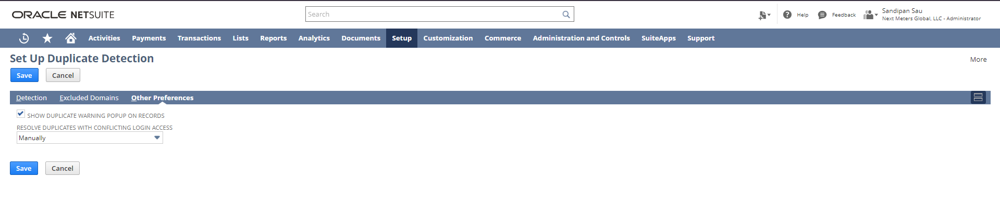 ORACLE NETSUITE
Search
Help
Feedback
Sandipan Sau
Next Meters Global, LLC - Administrator
Activities Payments Transactions Lists Reports Analytics Documents Setup Customization Commerce Administration and Controls SuiteApps Support
Set Up Duplicate Detection
More
Save Cancel
Detection Excluded Domains Other Preferences
SHOW DUPLICATE WARNING POPUP ON RECORDS
RESOLVE DUPLICATES WITH CONFLICTING LOGIN ACCESS
Manually
Save Cancel